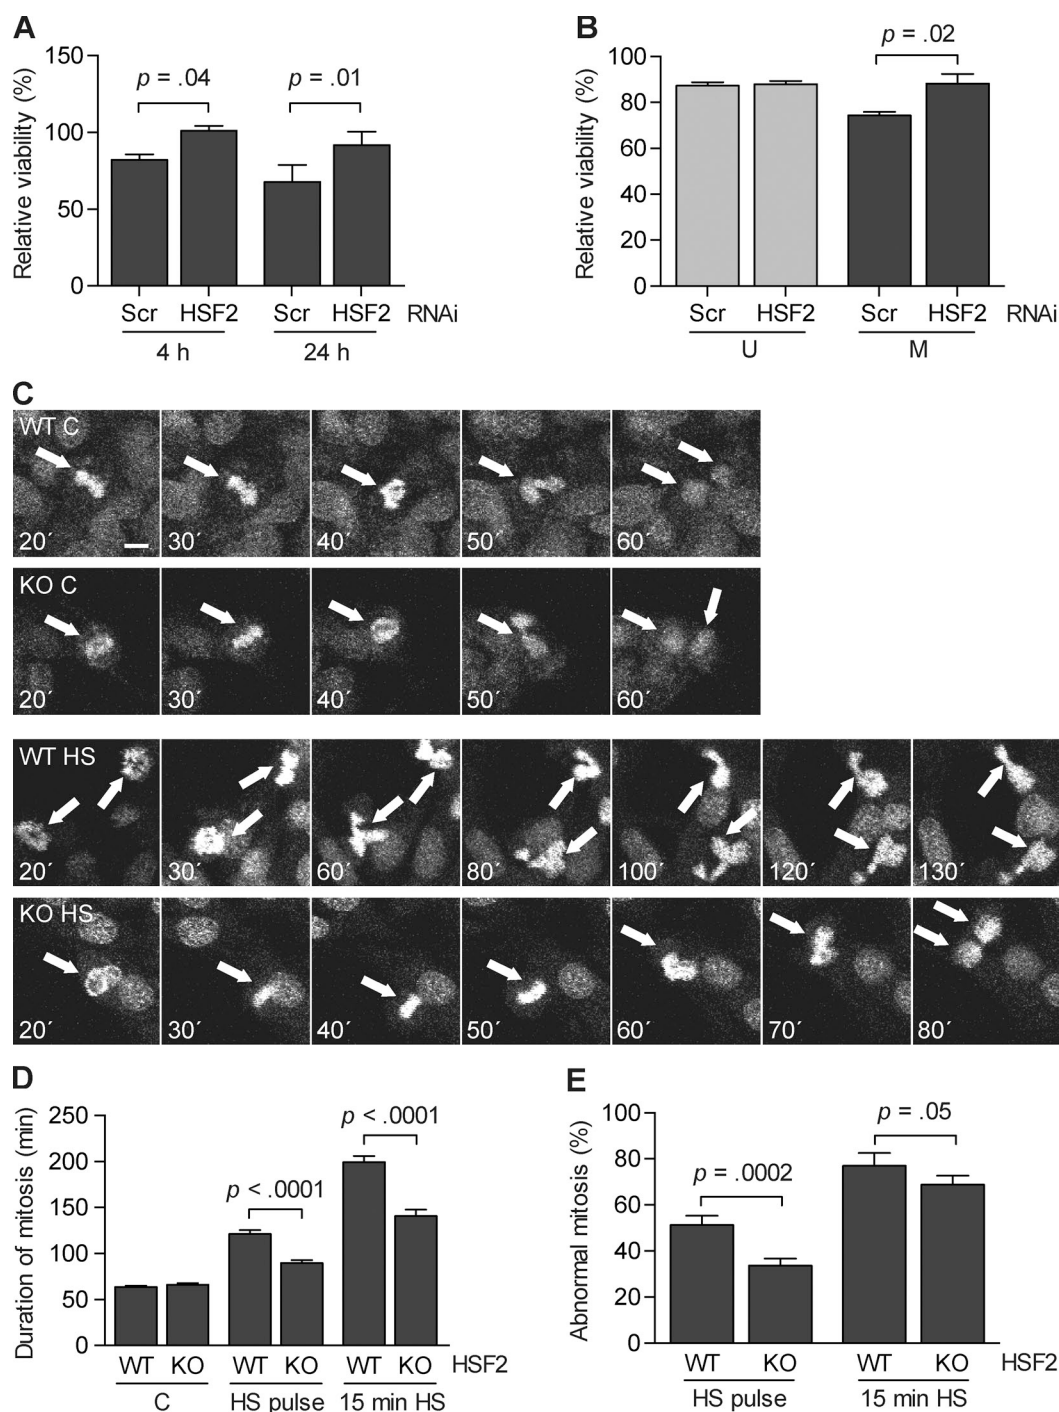 A
Relative viability (%)
150
100
50
0
p = .04
p = .01
Scr HSF2 Scr HSF2 RNAi
4 h 24 h
B
Relative viability (%)
100
80
60
40
20
0
p = .02
Scr HSF2 Scr HSF2 RNAi
U M
C
WT C
20´ 30´ 40´ 50´ 60´
KO C
20´ 30´ 40´ 50´ 60´
WT HS
20´ 30´ 60´ 80´ 100´ 120´ 130´
KO HS
20´ 30´ 40´ 50´ 60´ 70´ 80´
D
Duration of mitosis (min)
250
200
150
100
50
0
p < .0001
p < .0001
WT KO WT KO WT KO HSF2
C HS pulse 15 min HS
E
Abnormal mitosis (%)
100
80
60
40
20
0
p = .0002
p = .05
WT KO WT KO HSF2
HS pulse 15 min HS